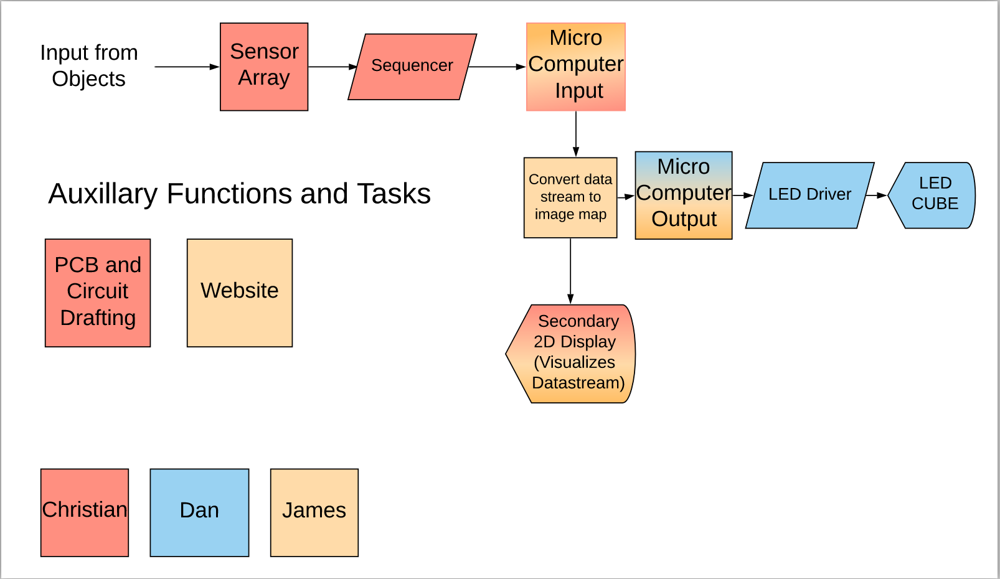 Input from
Objects
Sensor
Array
Sequencer
Micro
Computer
Input
Convert data
stream to
image map
Micro
Computer
Output
LED Driver
LED
CUBE
Auxillary Functions and Tasks
PCB and
Circuit
Drafting
Website
Secondary
2D Display
(Visualizes
Datastream)
Christian
Dan
James